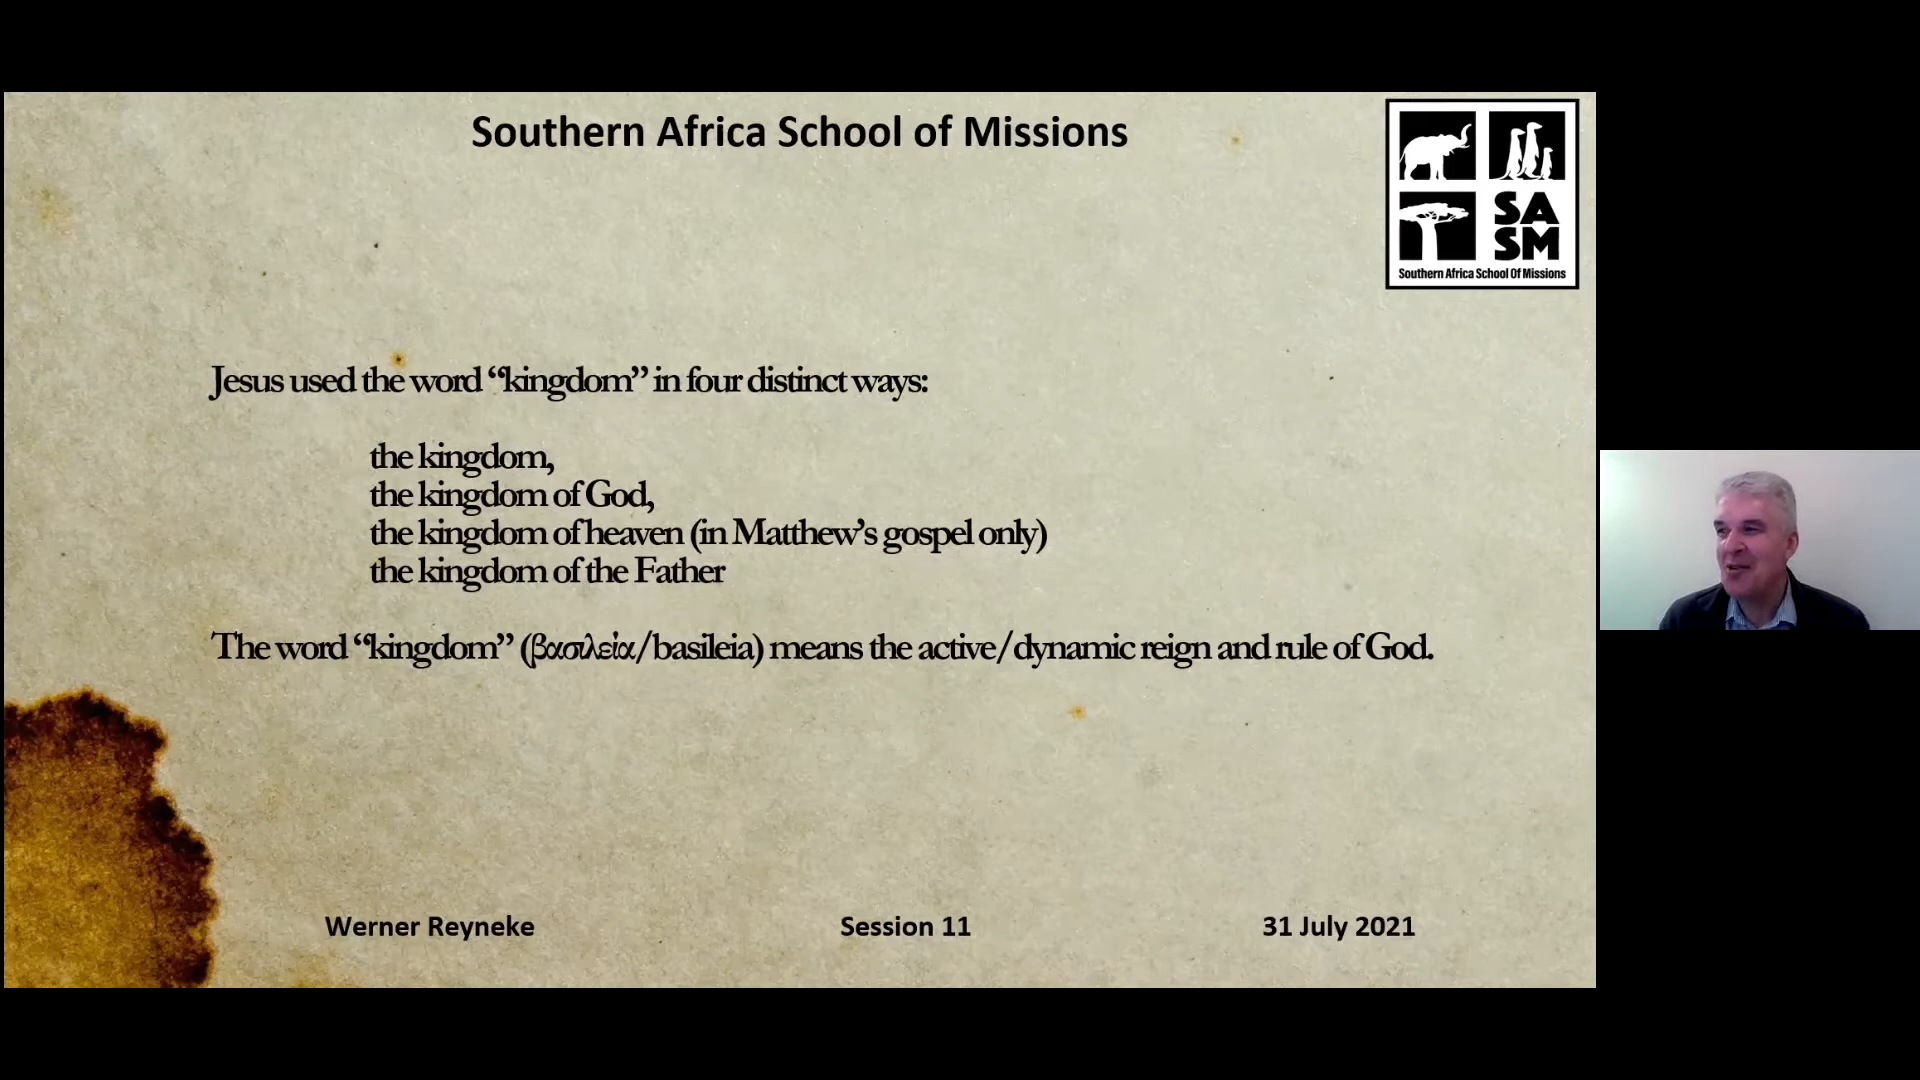 Southern Africa School of Missions
SA
SM
Southern Africa School Of Missions
Jesus used the word “kingdom” in four distinct ways:
the kingdom,
the kingdom of God,
the kingdom of heaven (in Matthew’s gospel only)
the kingdom of the Father
The word “kingdom” (βασιλεία/basileia) means the active/dynamic reign and rule of God.
Werner Reyneke
Session 11
31 July 2021